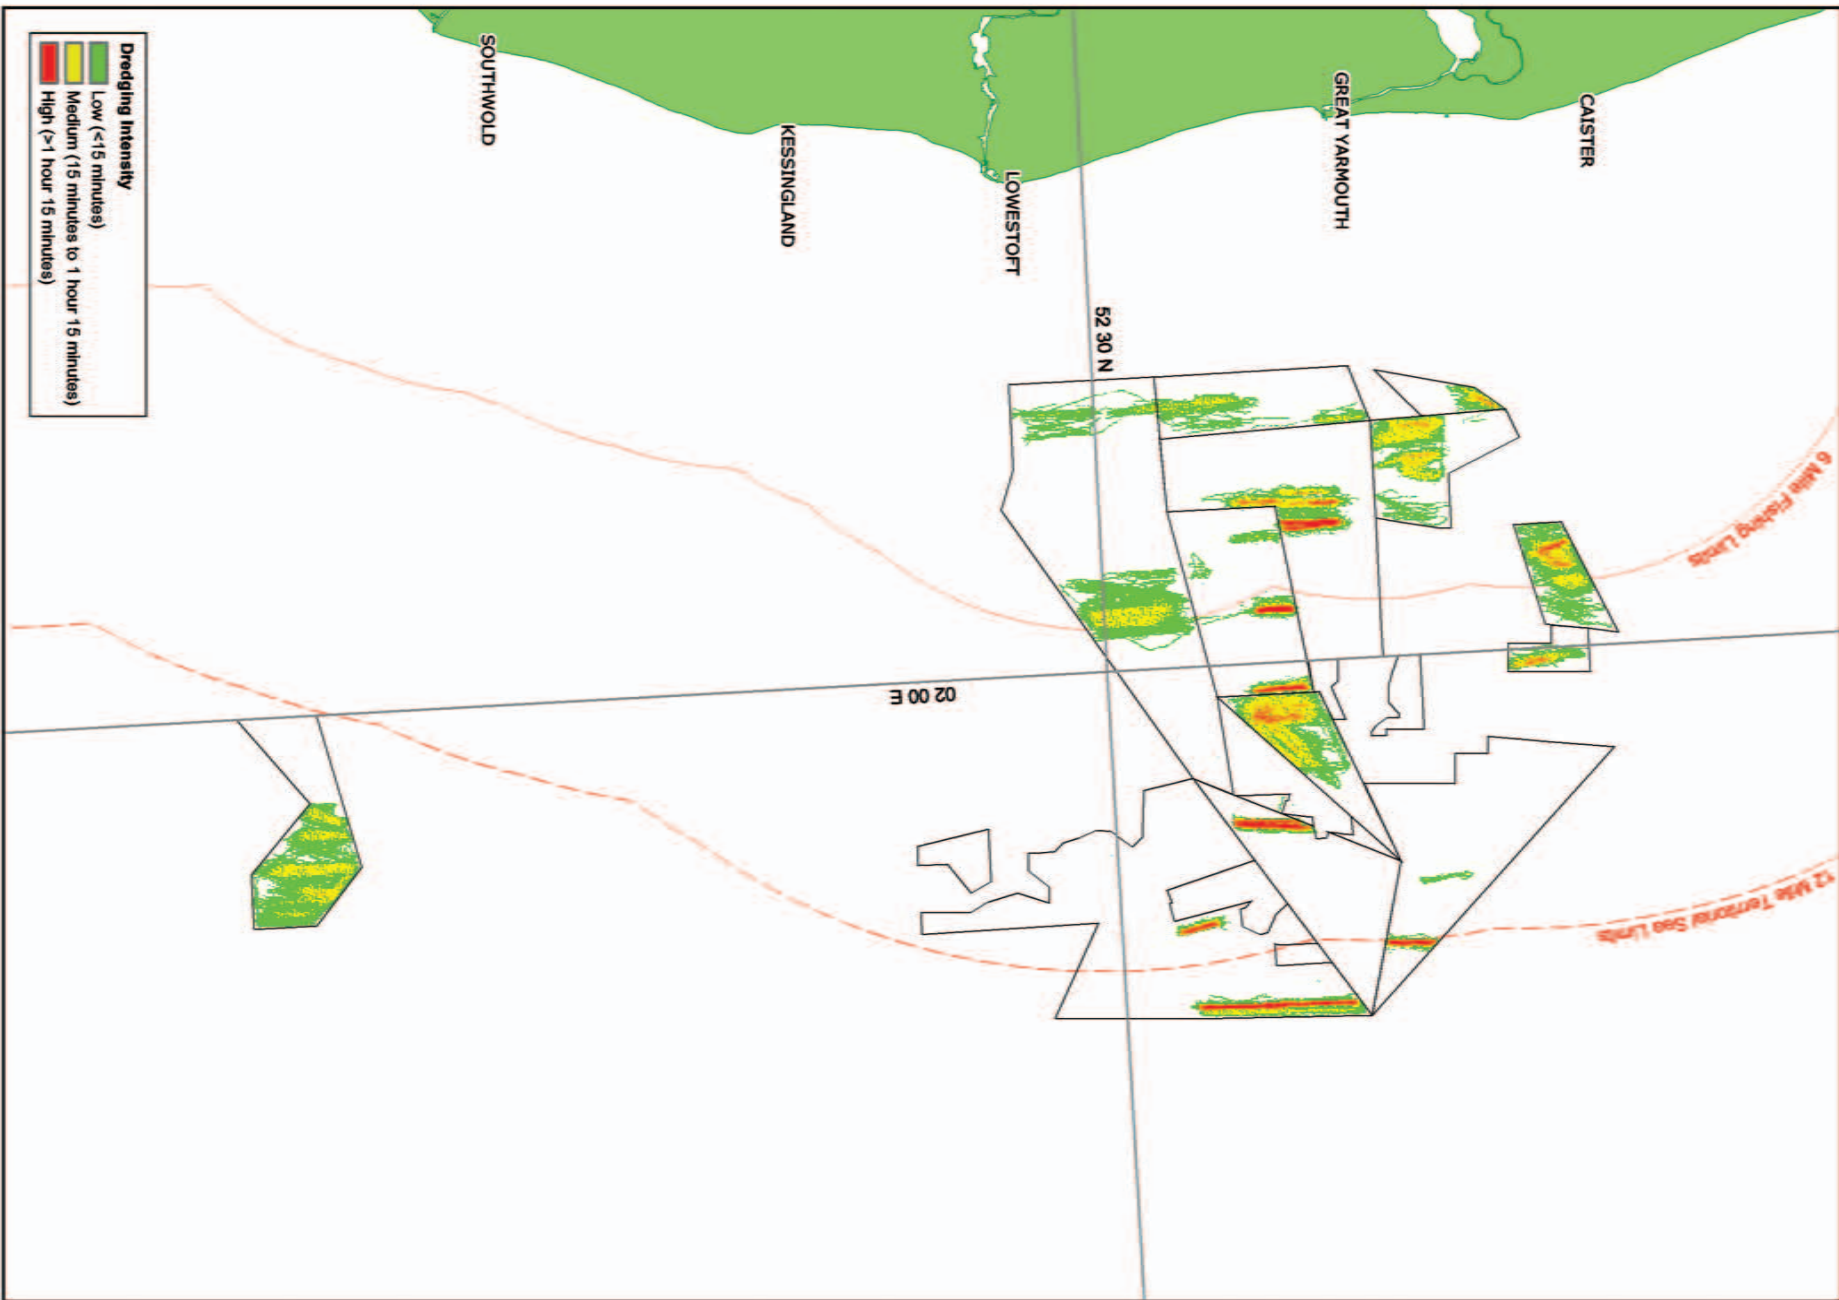 CAISTER
GREAT YARMOUTH
LOWESTOFT
KESSINGLAND
SOUTHWOLD
52 30 N
02 00 E
6 Mile Fishing Limits
12 Mile Territorial Sea Limits
Dredging Intensity
Low (<15 minutes)
Medium (15 minutes to 1 hour 15 minutes)
High (>1 hour 15 minutes)